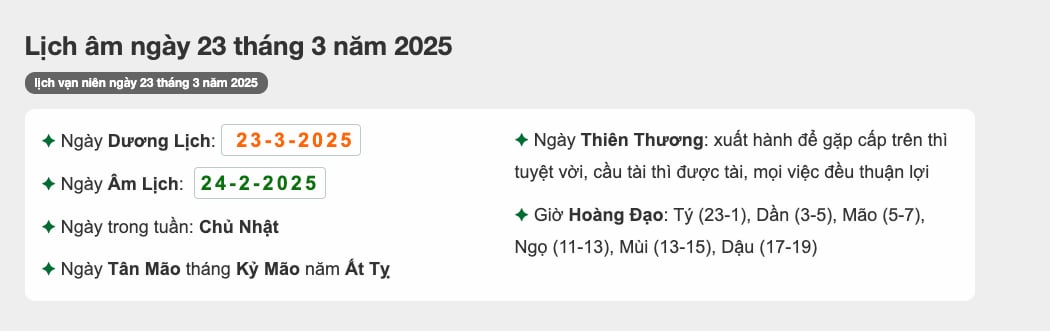 Lịch âm ngày 23 tháng 3 năm 2025
lịch vạn niên ngày 23 tháng 3 năm 2025
✦ Ngày Dương Lịch: 23-3-2025
✦ Ngày Âm Lịch: 24-2-2025
✦ Ngày trong tuần: Chủ Nhật
✦ Ngày Tân Mão tháng Kỷ Mão năm Ất Tỵ
✦ Ngày Thiên Thương: xuất hành để gặp cấp trên thì
tuyệt vời, cầu tài thì được tài, mọi việc đều thuận lợi
✦ Giờ Hoàng Đạo: Tý (23-1), Dần (3-5), Mão (5-7),
Ngọ (11-13), Mùi (13-15), Dậu (17-19)